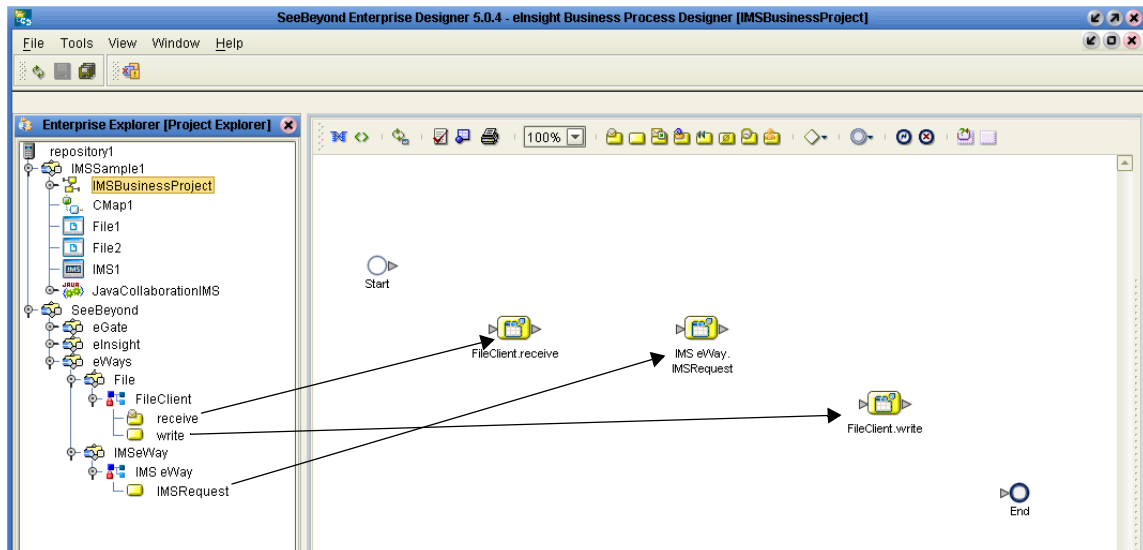 SeeBeyond Enterprise Designer 5.0.4 - eInsight Business Process Designer [IMSBusinessProject]
File Tools View Window Help
Enterprise Explorer [Project Explorer]
100%
repository1
IMSSample1
IMSBusinessProject
CMap1
File1
File2
IMS
IMS1
JAVA
JavaCollaborationIMS
SeeBeyond
eGate
eInsight
eWays
File
FileClient
receive
write
IMSeWay
IMS eWay
IMSRequest
Start
FileClient.receive
IMS eWay.
IMSRequest
FileClient.write
End